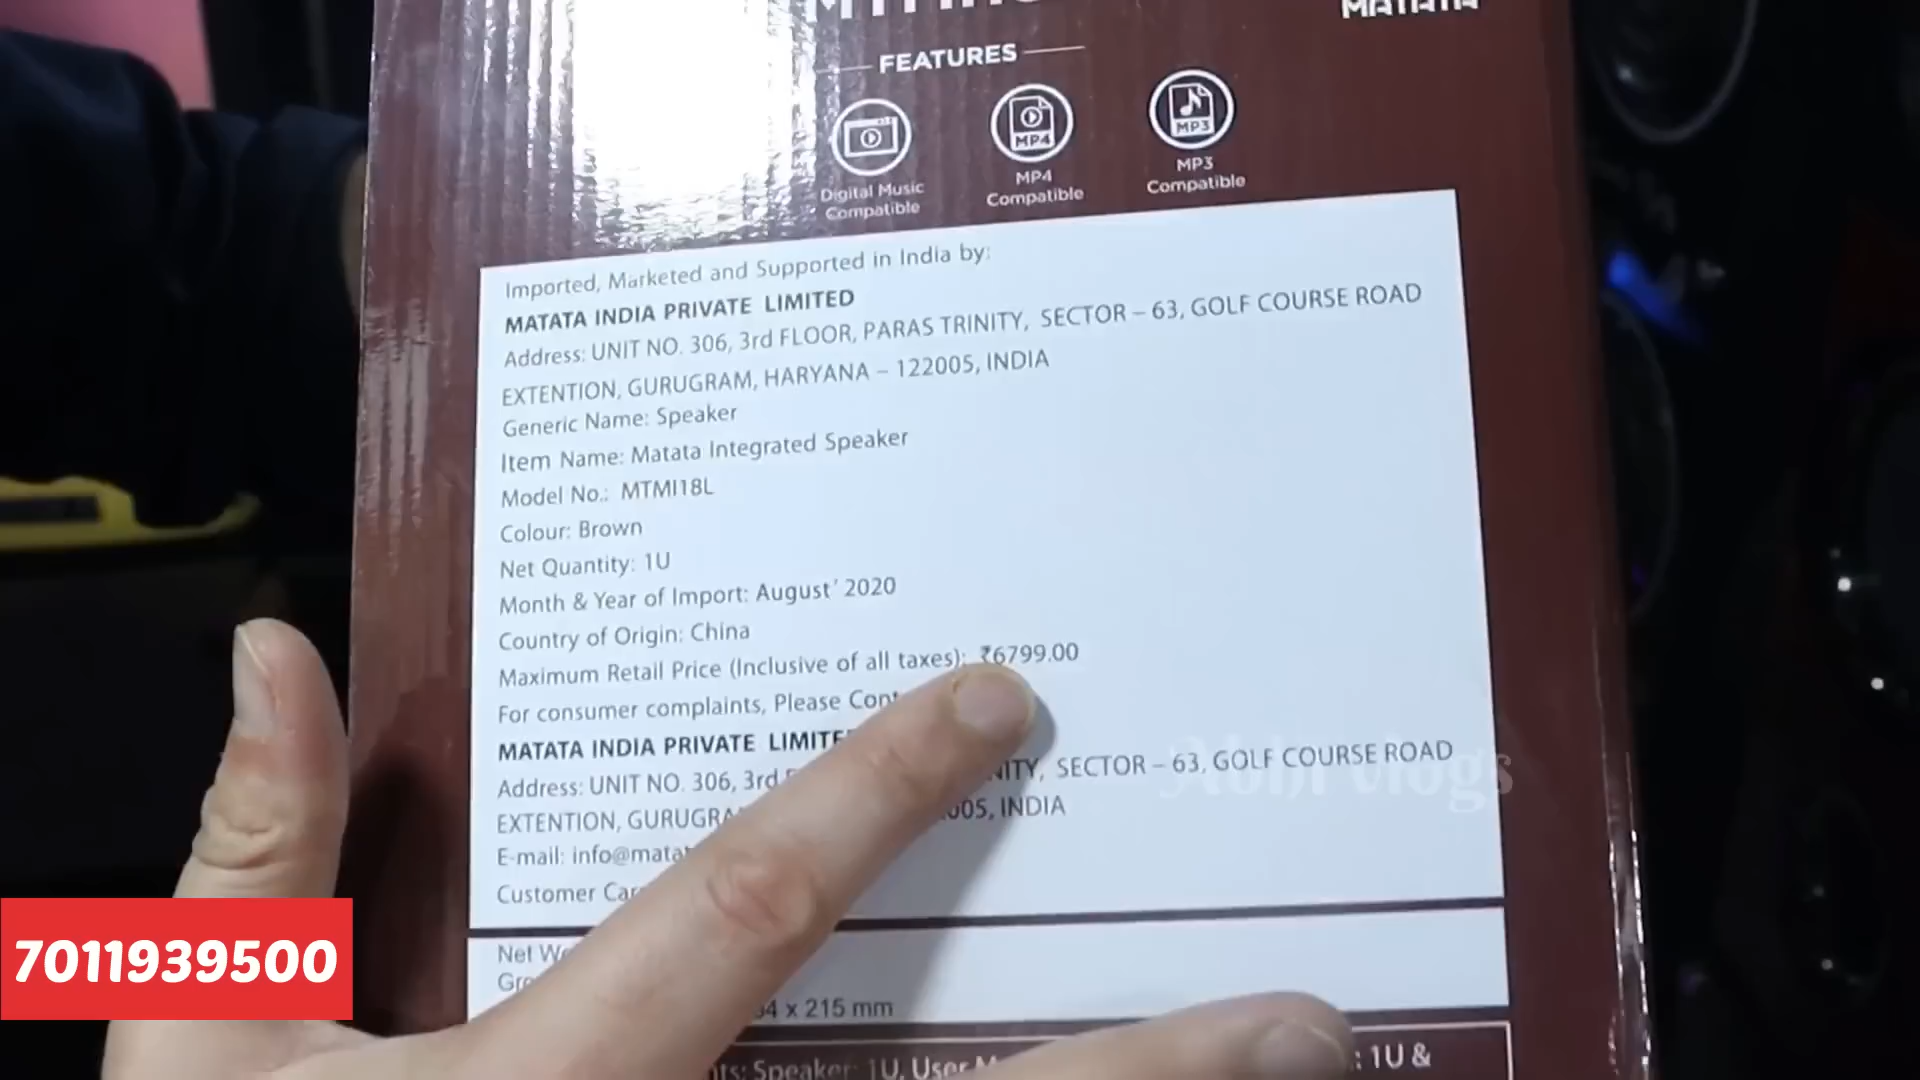 MATATA
FEATURES
Digital Music
Compatible
MP4
MP4
Compatible
MP3
MP3
Compatible
Imported, Marketed and Supported in India by:
MATATA INDIA PRIVATE LIMITED
Address: UNIT NO. 306, 3rd FLOOR, PARAS TRINITY, SECTOR – 63, GOLF COURSE ROAD
EXTENTION, GURUGRAM, HARYANA – 122005, INDIA
Generic Name: Speaker
Item Name: Matata Integrated Speaker
Model No.: MTMI18L
Colour: Brown
Net Quantity: 1U
Month & Year of Import: August' 2020
Country of Origin: China
Maximum Retail Price (Inclusive of all taxes): ₹6799.00
For consumer complaints, Please
MATATA INDIA PRIVATE
Address: UNIT NO. 306, 3rd SECTOR – 63, GOLF COURSE ROAD
EXTENTION, INDIA
E-mail:
Customer
Net
x 215 mm
Speaker: 1U, User 1U &
Abhi vlogs
7011939500